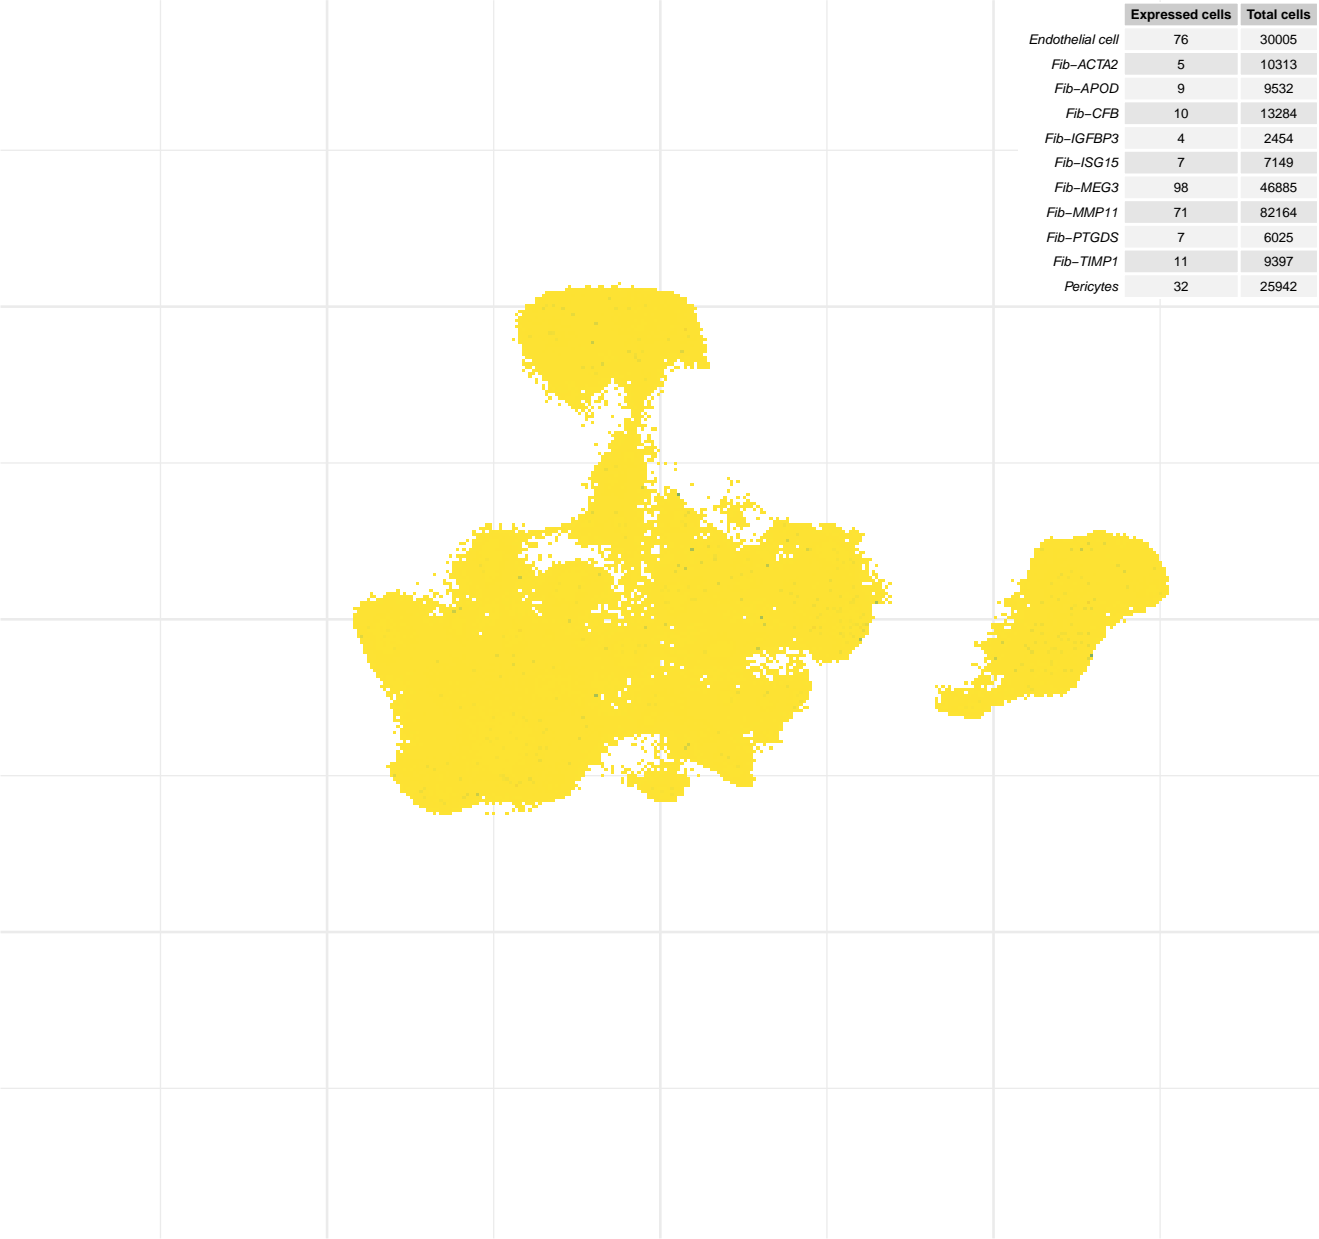 Expressed cells Total cells
Endothelial cell 76 30005
Fib−ACTA2 5 10313
Fib−APOD 9 9532
Fib−CFB 10 13284
Fib−IGFBP3 4 2454
Fib−ISG15 7 7149
Fib−MEG3 98 46885
Fib−MMP11 71 82164
Fib−PTGDS 7 6025
Fib−TIMP1 11 9397
Pericytes 32 25942